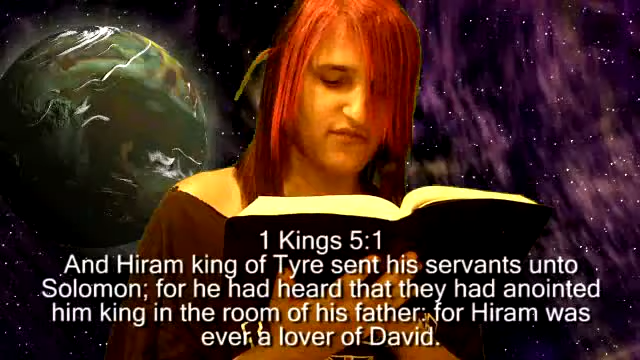 1 Kings 5:1
And Hiram king of Tyre sent his servants unto
Solomon; for he had heard that they had anointed
him king in the room of his father: for Hiram was
ever a lover of David.